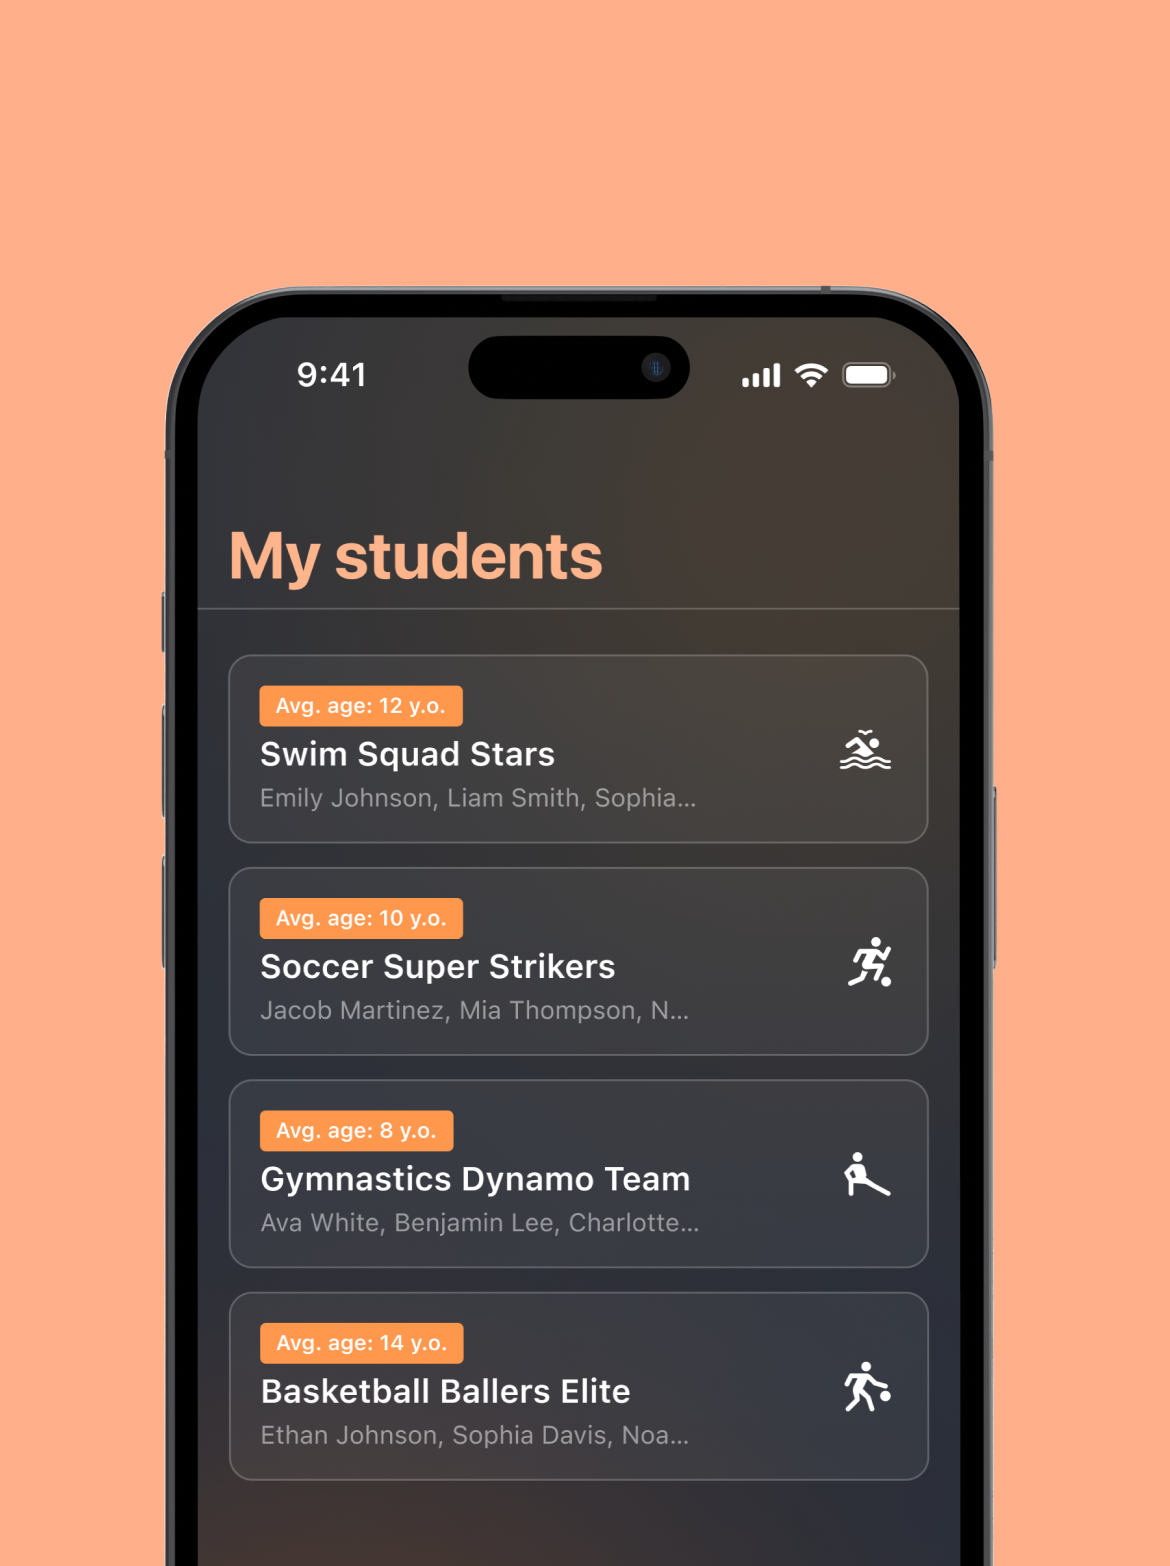 9:41
My students
Avg. age: 12 y.o.
Swim Squad Stars
Emily Johnson, Liam Smith, Sophia...
Avg. age: 10 y.o.
Soccer Super Strikers
Jacob Martinez, Mia Thompson, N...
Avg. age: 8 y.o.
Gymnastics Dynamo Team
Ava White, Benjamin Lee, Charlotte...
Avg. age: 14 y.o.
Basketball Ballers Elite
Ethan Johnson, Sophia Davis, Noa...